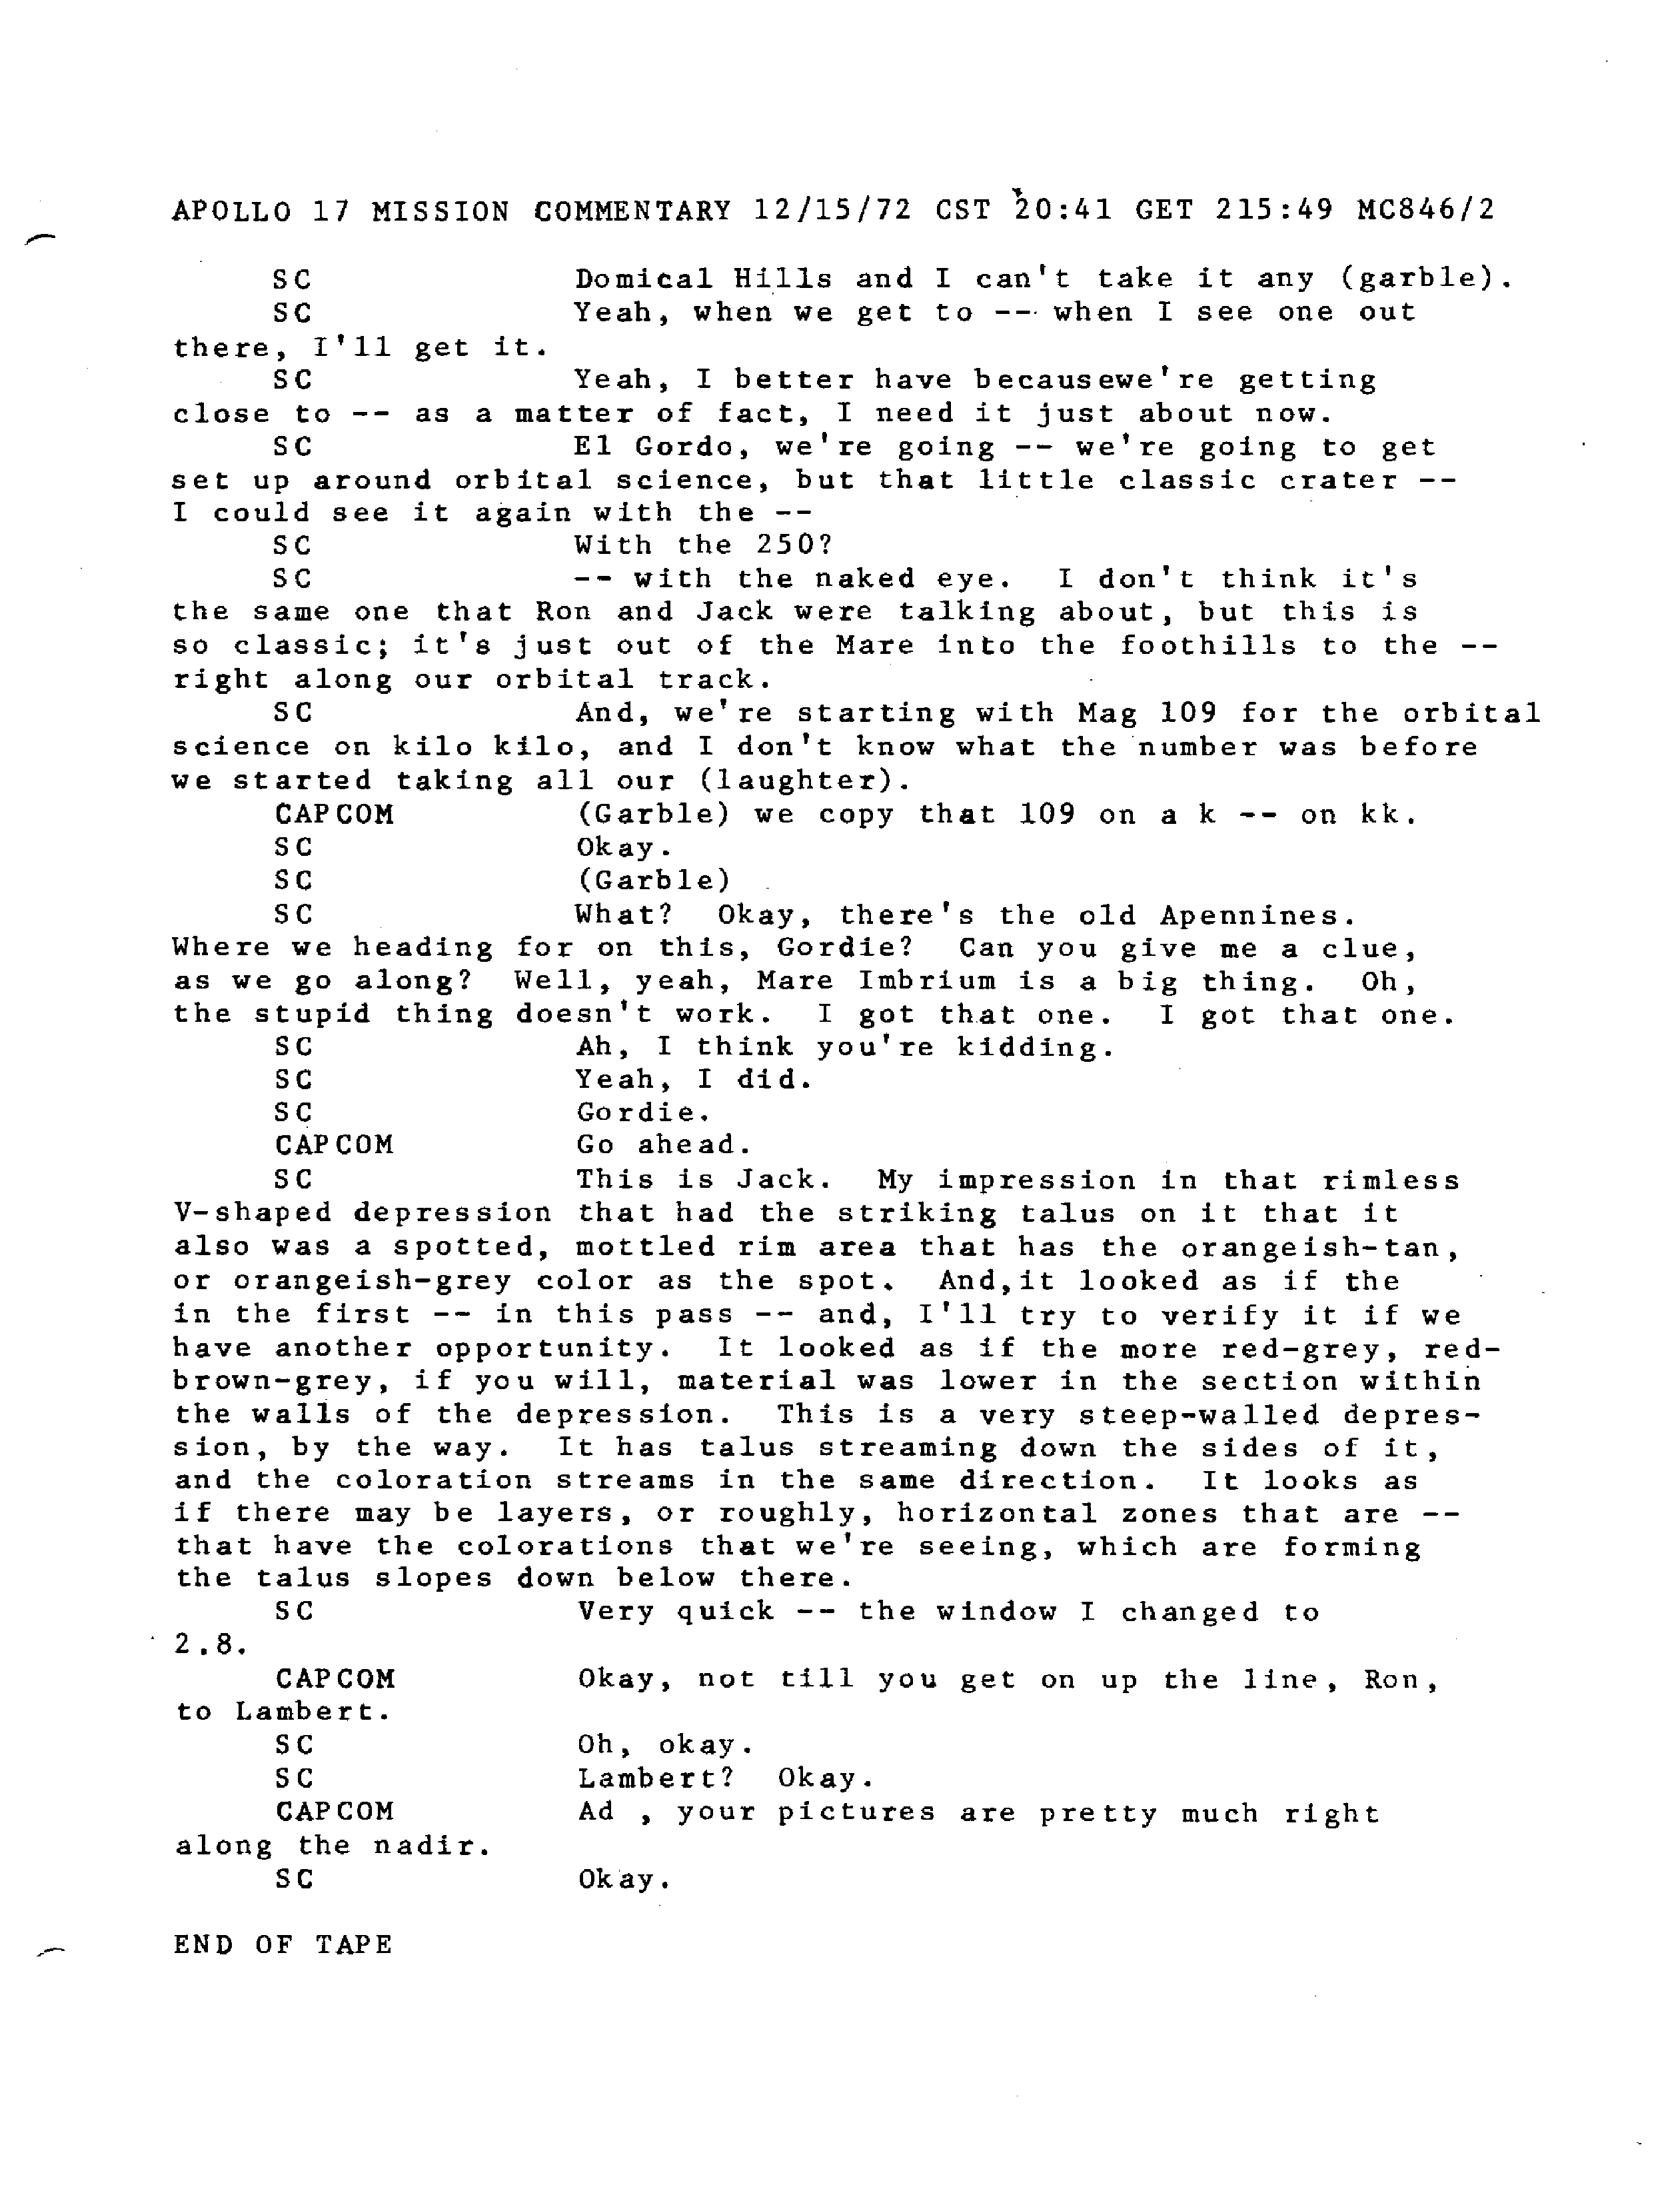 APOLLO 17 MISSION COMMENTARY 12/15/72 CST 20:41 GET 215:49 MC846/2
SC Domical Hills and I can't take it any (garble).
SC Yeah, when we get to -- when I see one out
there, I'll get it.
SC Yeah, I better have becausewe're getting
close to -- as a matter of fact, I need it just about now.
SC El Gordo, we're going -- we're going to get
set up around orbital science, but that little classic crater --
I could see it again with the --
SC With the 250?
SC -- with the naked eye. I don't think it's
the same one that Ron and Jack were talking about, but this is
so classic; it's just out of the Mare into the foothills to the --
right along our orbital track.
SC And, we're starting with Mag 109 for the orbital
science on kilo kilo, and I don't know what the number was before
we started taking all our (laughter).
CAPCOM (Garble) we copy that 109 on a k -- on kk.
SC Okay.
SC (Garble)
SC What? Okay, there's the old Apennines.
Where we heading for on this, Gordie? Can you give me a clue,
as we go along? Well, yeah, Mare Imbrium is a big thing. Oh,
the stupid thing doesn't work. I got that one. I got that one.
SC Ah, I think you're kidding.
SC Yeah, I did.
SC Gordie.
CAPCOM Go ahead.
SC This is Jack. My impression in that rimless
V-shaped depression that had the striking talus on it that it
also was a spotted, mottled rim area that has the orangeish-tan,
or orangeish-grey color as the spot. And,it looked as if the
in the first -- in this pass -- and, I'll try to verify it if we
have another opportunity. It looked as if the more red-grey, red-
brown-grey, if you will, material was lower in the section within
the walls of the depression. This is a very steep-walled depres-
sion, by the way. It has talus streaming down the sides of it,
and the coloration streams in the same direction. It looks as
if there may be layers, or roughly, horizontal zones that are --
that have the colorations that we're seeing, which are forming
the talus slopes down below there.
SC Very quick -- the window I changed to
2.8.
CAPCOM Okay, not till you get on up the line, Ron,
to Lambert.
SC Oh, okay.
SC Lambert? Okay.
CAPCOM Ad , your pictures are pretty much right
along the nadir.
SC Okay.
END OF TAPE